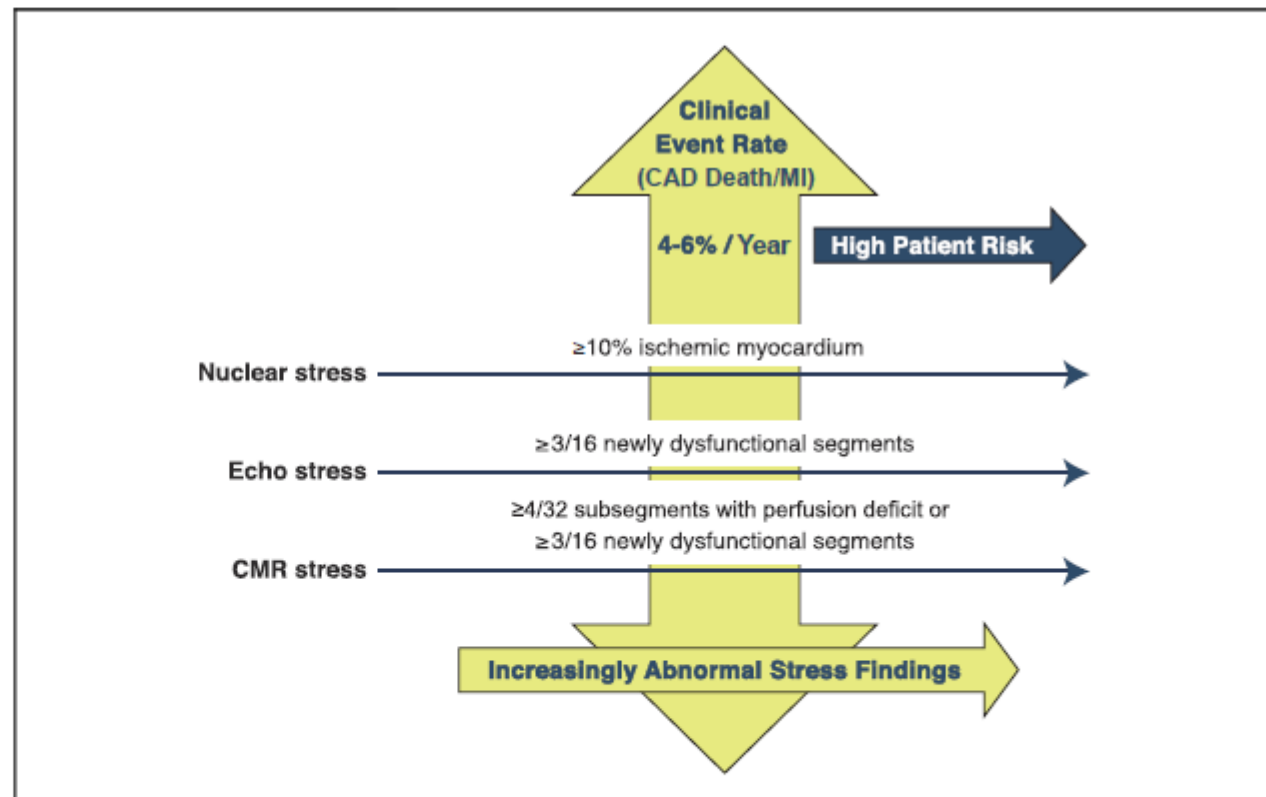 Clinical
Event Rate
(CAD Death/MI)
4-6% / Year
High Patient Risk
≥10% ischemic myocardium
Nuclear stress
≥3/16 newly dysfunctional segments
Echo stress
≥4/32 subsegments with perfusion deficit or
≥3/16 newly dysfunctional segments
CMR stress
Increasingly Abnormal Stress Findings